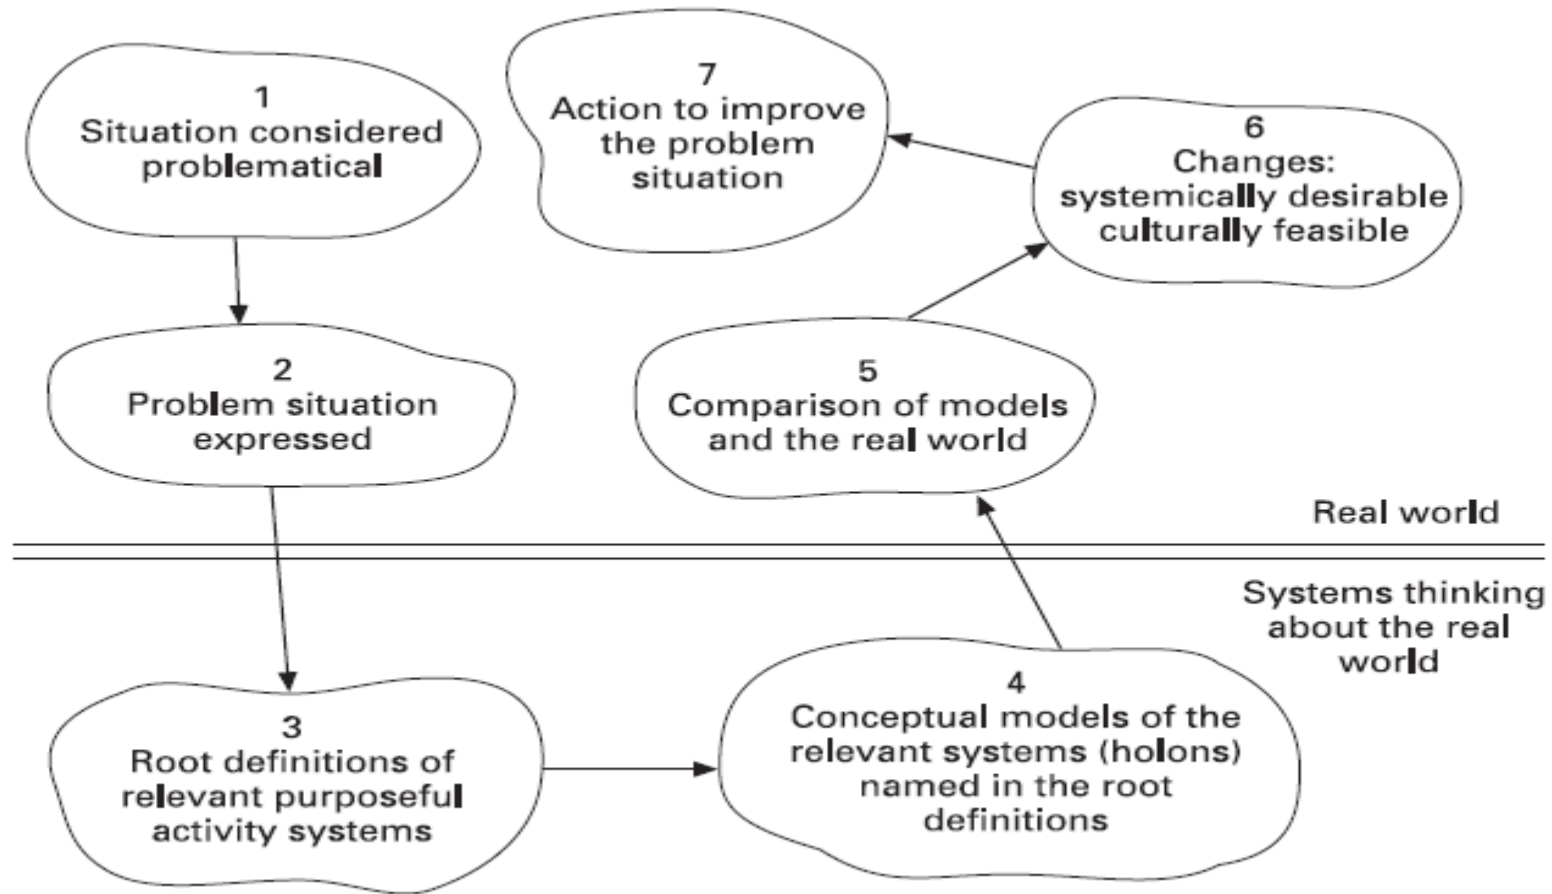 1
Situation considered
problematical
2
Problem situation
expressed
3
Root definitions of
relevant purposeful
activity systems
4
Conceptual models of the
relevant systems (holons)
named in the root
definitions
5
Comparison of models
and the real world
6
Changes:
systemically desirable
culturally feasible
7
Action to improve
the problem
situation
Real world
Systems thinking
about the real
world